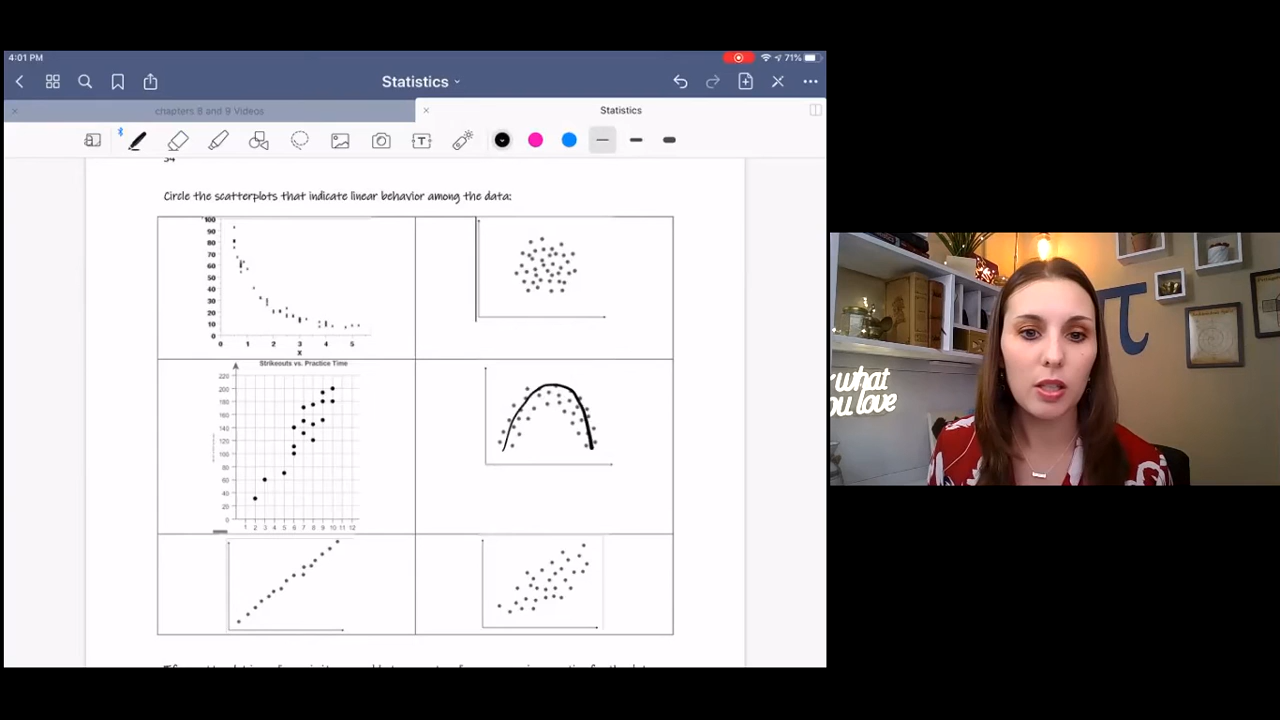 4:01 PM
71%
Statistics
chapters 8 and 9 Videos
Statistics
T
54
Circle the scatterplots that indicate linear behavior among the data:
100
90
80
70
60
50
40
30
20
10
0
0 1 2 3 4 5
X
Strikeouts vs. Practice Time
220
200
180
160
140
120
100
80
60
40
20
0
1 2 3 4 5 6 7 8 9 10 11 12
what
ou love
π